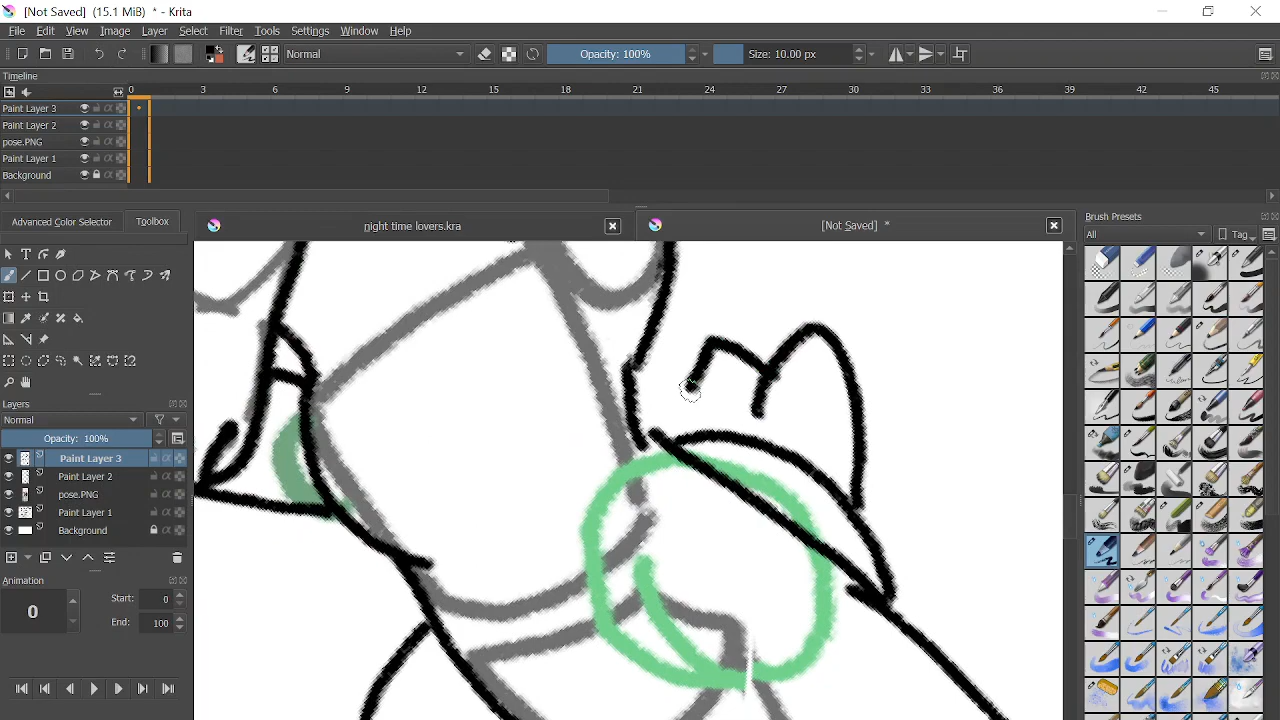 [Not Saved] (15.1 MiB) * - Krita
File Edit View Image Layer Select Filter Tools Settings Window Help
Normal Opacity: 100% Size: 10.00 px
Timeline
0 3 6 9 12 15 18 21 24 27 30 33 36 39 42 45
Paint Layer 3
Paint Layer 2
pose.PNG
Paint Layer 1
Background
Advanced Color Selector Toolbox night time lovers.kra [Not Saved] * Brush Presets
All Tag
Layers
Normal
Opacity: 100%
Paint Layer 3
Paint Layer 2
pose.PNG
Paint Layer 1
Background
Animation
0 Start: 0
End: 100